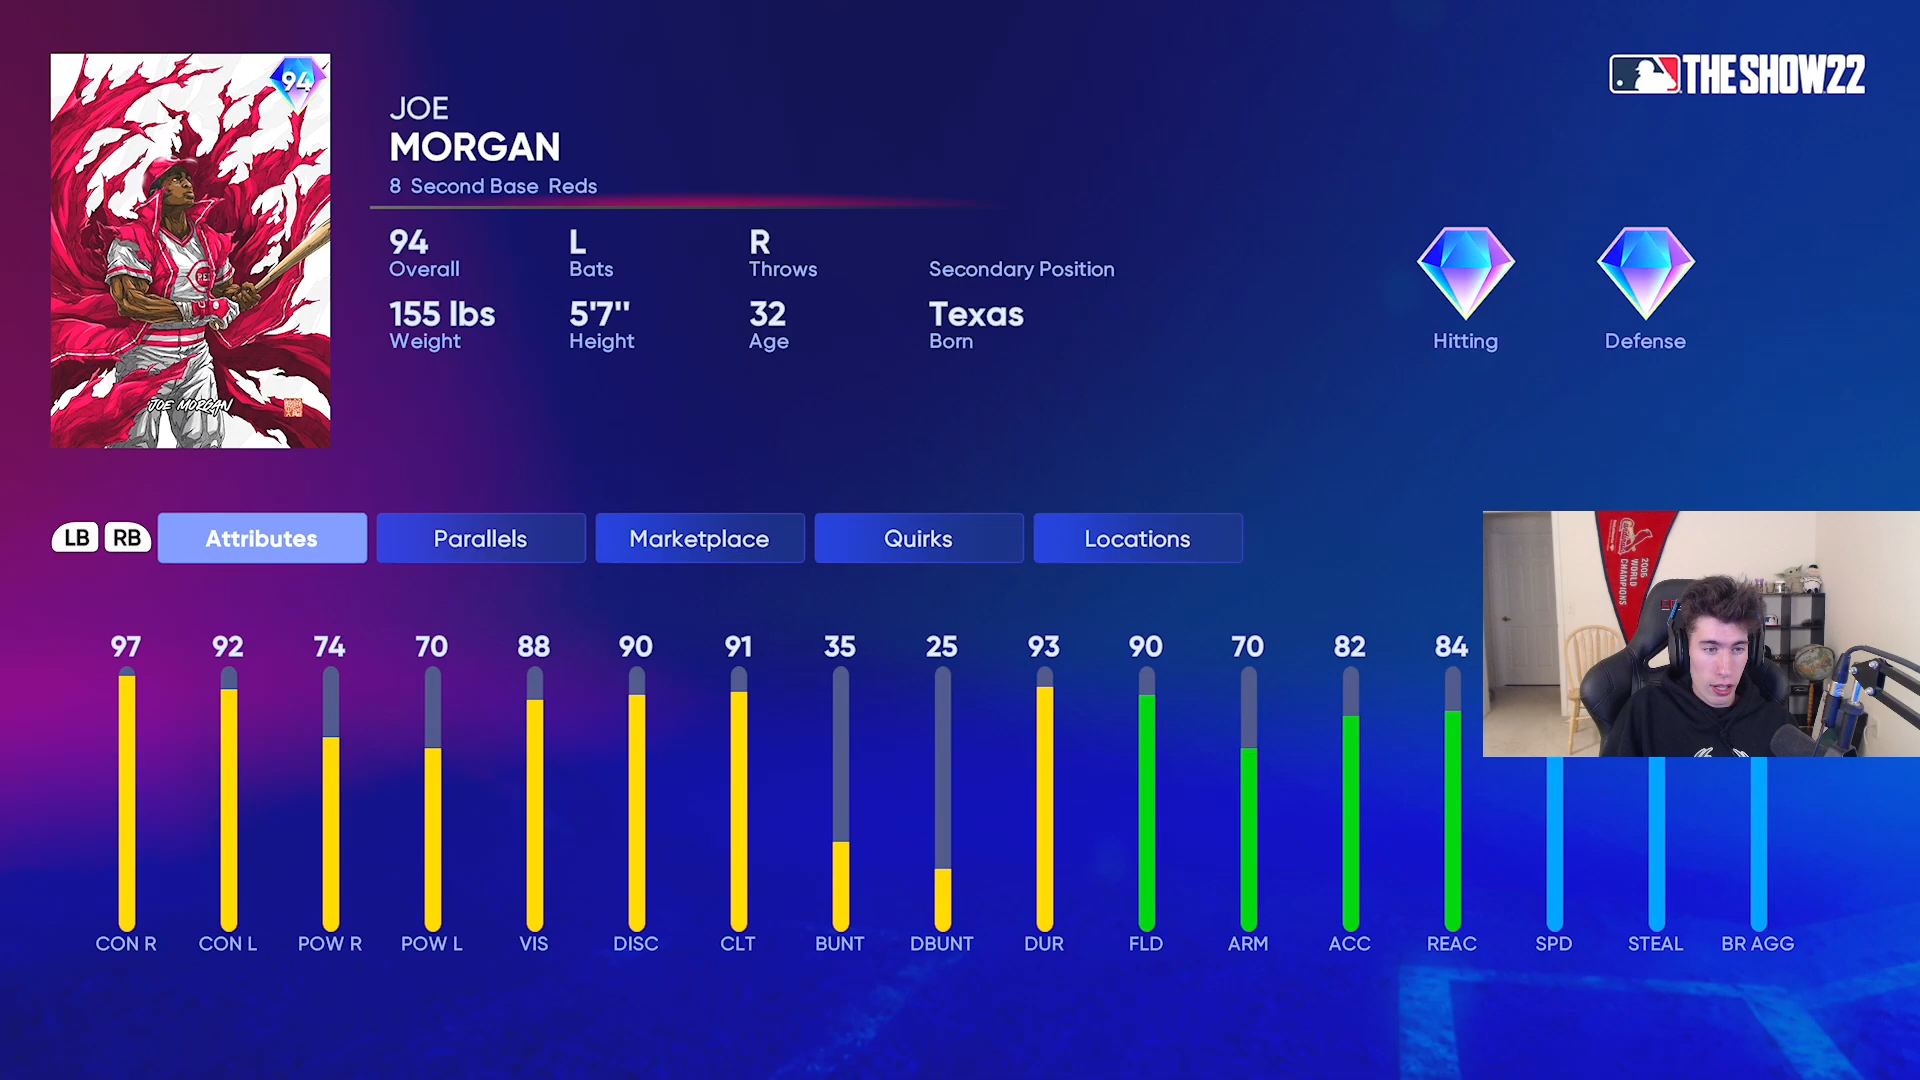 94
JOE MORGAN
JOE
MORGAN
8 Second Base Reds
94
Overall
L
Bats
R
Throws
Secondary Position
155 lbs
Weight
5'7"
Height
32
Age
Texas
Born
THE SHOW 22
Hitting
Defense
LB RB Attributes Parallels Marketplace Quirks Locations
2006
WORLD
CHAMPIONS
97 92 74 70 88 90 91 35 25 93 90 70 82 84
CON R CON L POW R POW L VIS DISC CLT BUNT DBUNT DUR FLD ARM ACC REAC SPD STEAL BR AGG